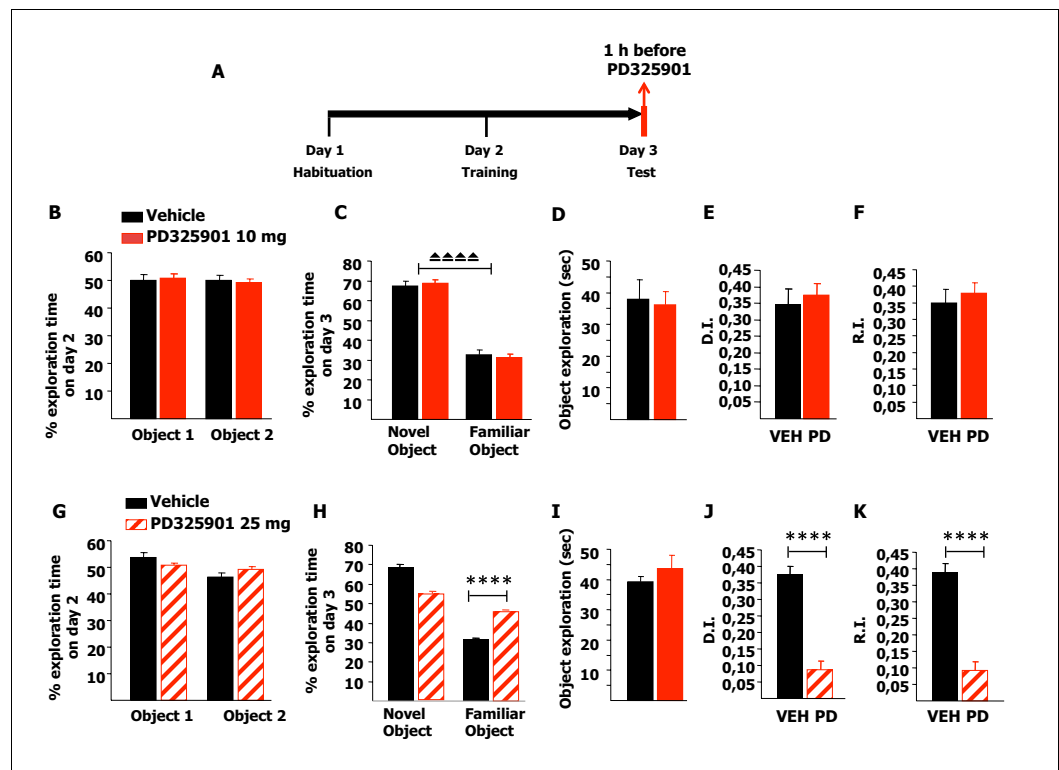 A
1 h before
PD325901
Day 1
Habituation
Day 2
Training
Day 3
Test
B
Vehicle
PD325901 10 mg
% exploration time
on day 2
60
50
40
30
20
10
Object 1 Object 2
C
% exploration time
on day 3
70
60
50
40
30
20
10
Novel
Object
Familiar
Object
D
Object exploration (sec)
50
40
30
20
10
E
D.I.
0,45
0,40
0,35
0,30
0,25
0,20
0,15
0,10
0,05
VEH PD
F
R.I.
0,45
0,40
0,35
0,30
0,25
0,20
0,15
0,10
0,05
VEH PD
G
Vehicle
PD325901 25 mg
% exploration time
on day 2
60
50
40
30
20
10
Object 1 Object 2
H
% exploration time
on day 3
80
70
60
50
40
30
20
10
****
Novel
Object
Familiar
Object
I
Object exploration (sec)
50
40
30
20
10
J
D.I.
****
0,45
0,40
0,35
0,30
0,25
0,20
0,15
0,10
0,05
VEH PD
K
R.I.
****
0,45
0,40
0,35
0,30
0,25
0,20
0,15
0,10
0,05
VEH PD